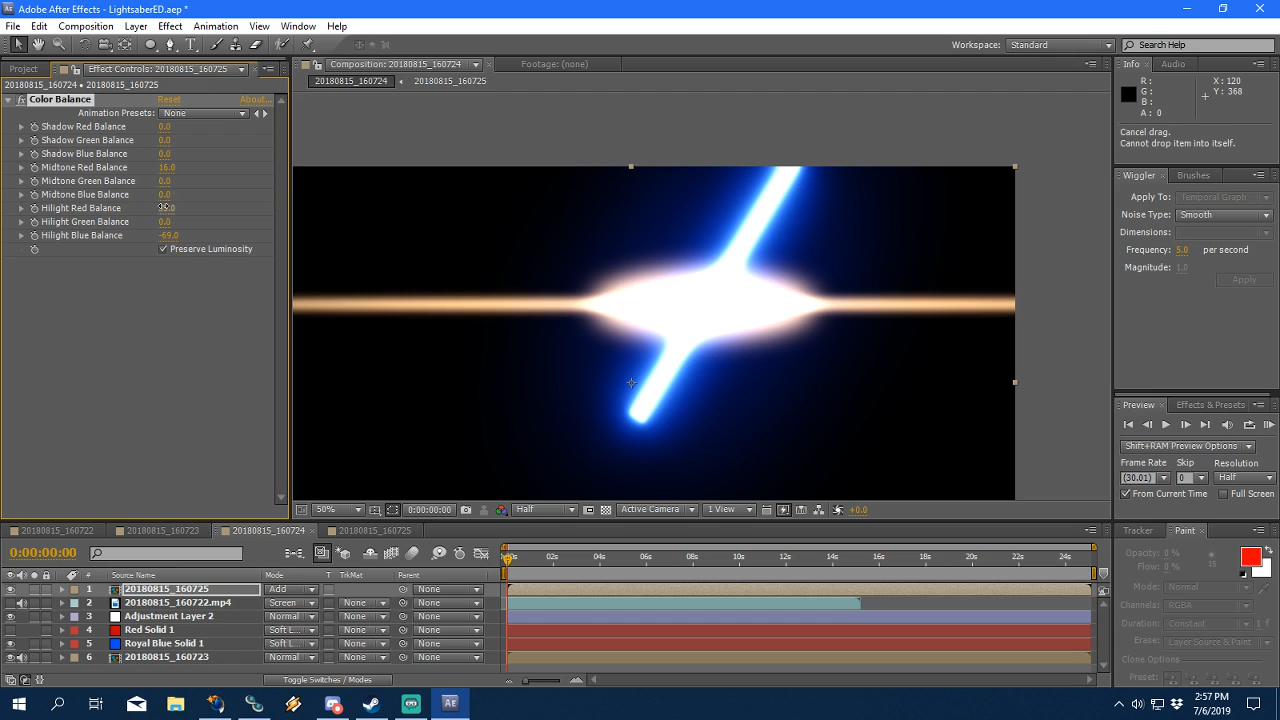 Adobe After Effects - LightsaberED.aep *
File Edit Composition Layer Effect Animation View Window Help
Workspace: Standard Search Help
Project Effect Controls: 20180815_160725
20180815_160724 • 20180815_160725
fx Color Balance Reset About...
Animation Presets: None
Shadow Red Balance 0.0
Shadow Green Balance 0.0
Shadow Blue Balance 0.0
Midtone Red Balance 16.0
Midtone Green Balance 0.0
Midtone Blue Balance 0.0
Hilight Red Balance
Hilight Green Balance 0.0
Hilight Blue Balance -69.0
Preserve Luminosity
Composition: 20180815_160724 Footage: (none)
20180815_160724 20180815_160725
50% 0:00:00:00 Half Active Camera 1 View +0.0
Info Audio
R: X: 120
G: Y: 368
B:
A: 0
Cancel drag.
Cannot drop item into itself.
Wiggler Brushes
Apply To: Temporal Graph
Noise Type: Smooth
Dimensions:
Frequency: 5.0 per second
Magnitude: 1.0
Apply
Preview Effects & Presets
Shift+RAM Preview Options
Frame Rate Skip Resolution
(30.01) 0 Half
From Current Time Full Screen
20180815_160722 20180815_160723 20180815_160724 20180815_160725
0:00:00:00
# Source Name Mode T TrkMat Parent
02s 04s 06s 08s 10s 12s 14s 16s 18s 20s 22s 24s
1 20180815_160725 Add None
2 20180815_160722.mp4 Screen None None
3 Adjustment Layer 2 Normal None None
4 Red Solid 1 Soft L... None None
5 Royal Blue Solid 1 Soft L... None None
6 20180815_160723 Normal None None
Toggle Switches / Modes
Tracker Paint
Opacity: 0 %
Flow: 0 % 15
Mode: Normal
Channels: RGBA
Duration: Constant
Erase: Layer Source & Paint
Clone Options
Preset:
2:57 PM
7/6/2019